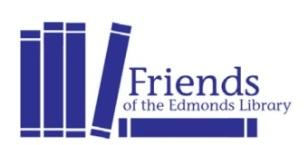 Friends
of the Edmonds Library